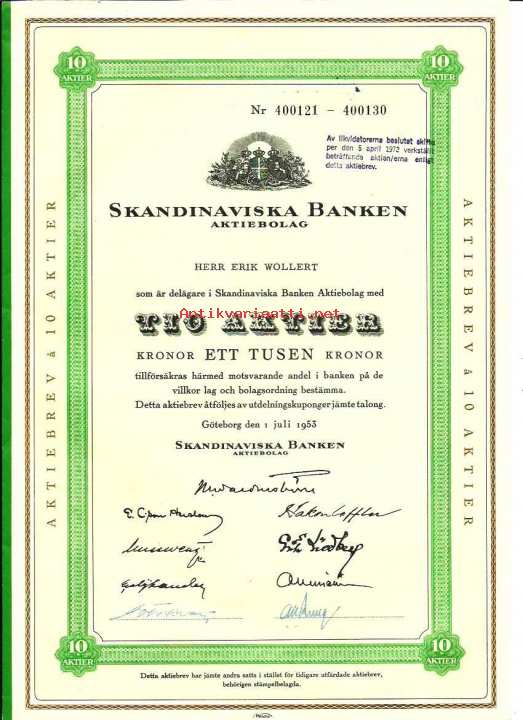 10 AKTIER
10 AKTIER
Nr 400121 - 400130
Av likvidatorerna beslutat skifte
per den 5 april 1972 verkställt
beträffande aktien/erna enligt
detta aktiebrev.
SKANDINAVISKA BANKEN
AKTIEBOLAG
HERR ERIK WOLLERT
som är delägare i Skandinaviska Banken Aktiebolag med
Antikvariaatti.net
TIO AKTIER
KRONOR ETT TUSEN KRONOR
tillförsäkras härmed motsvarande andel i banken på de
villkor lag och bolagsordning bestämma.
Detta aktiebrev åtföljes av utdelningskuponger jämte talong.
Göteborg den 1 juli 1953
SKANDINAVISKA BANKEN
AKTIEBOLAG
AKTIEBREV à 10 AKTIER
AKTIEBREV à 10 AKTIER
10 AKTIER
10 AKTIER
Detta aktiebrev har jämte andra satts i stället för tidigare utfärdade aktiebrev,
behörigen stämpelbelagda.